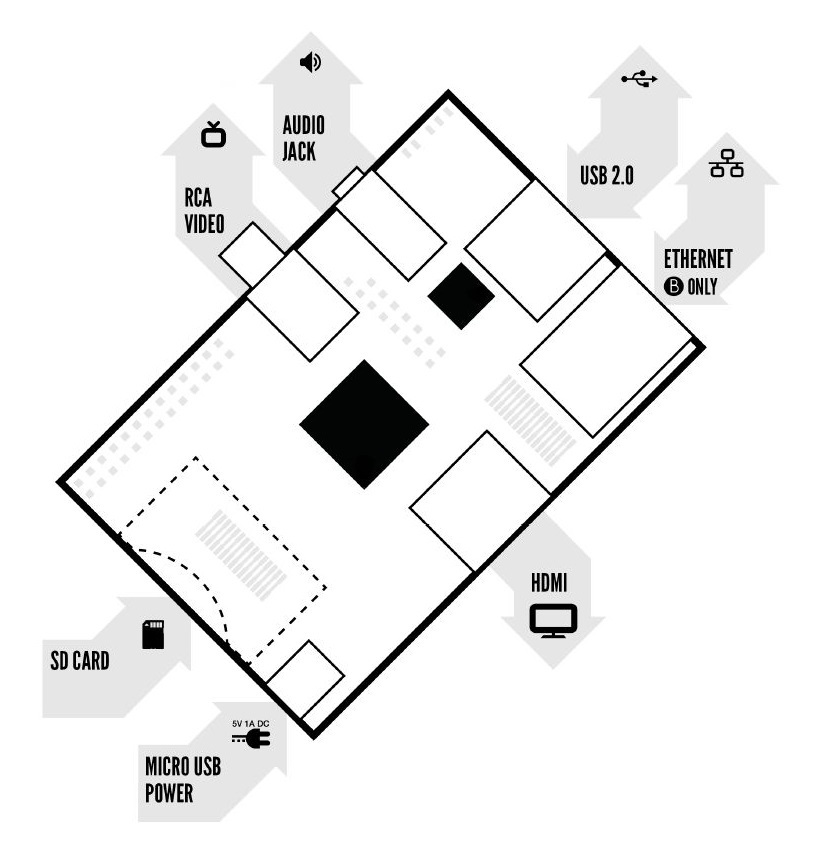 AUDIO
JACK
RCA
VIDEO
USB 2.0
ETHERNET
B ONLY
HDMI
SD CARD
5V 1A DC
MICRO USB
POWER